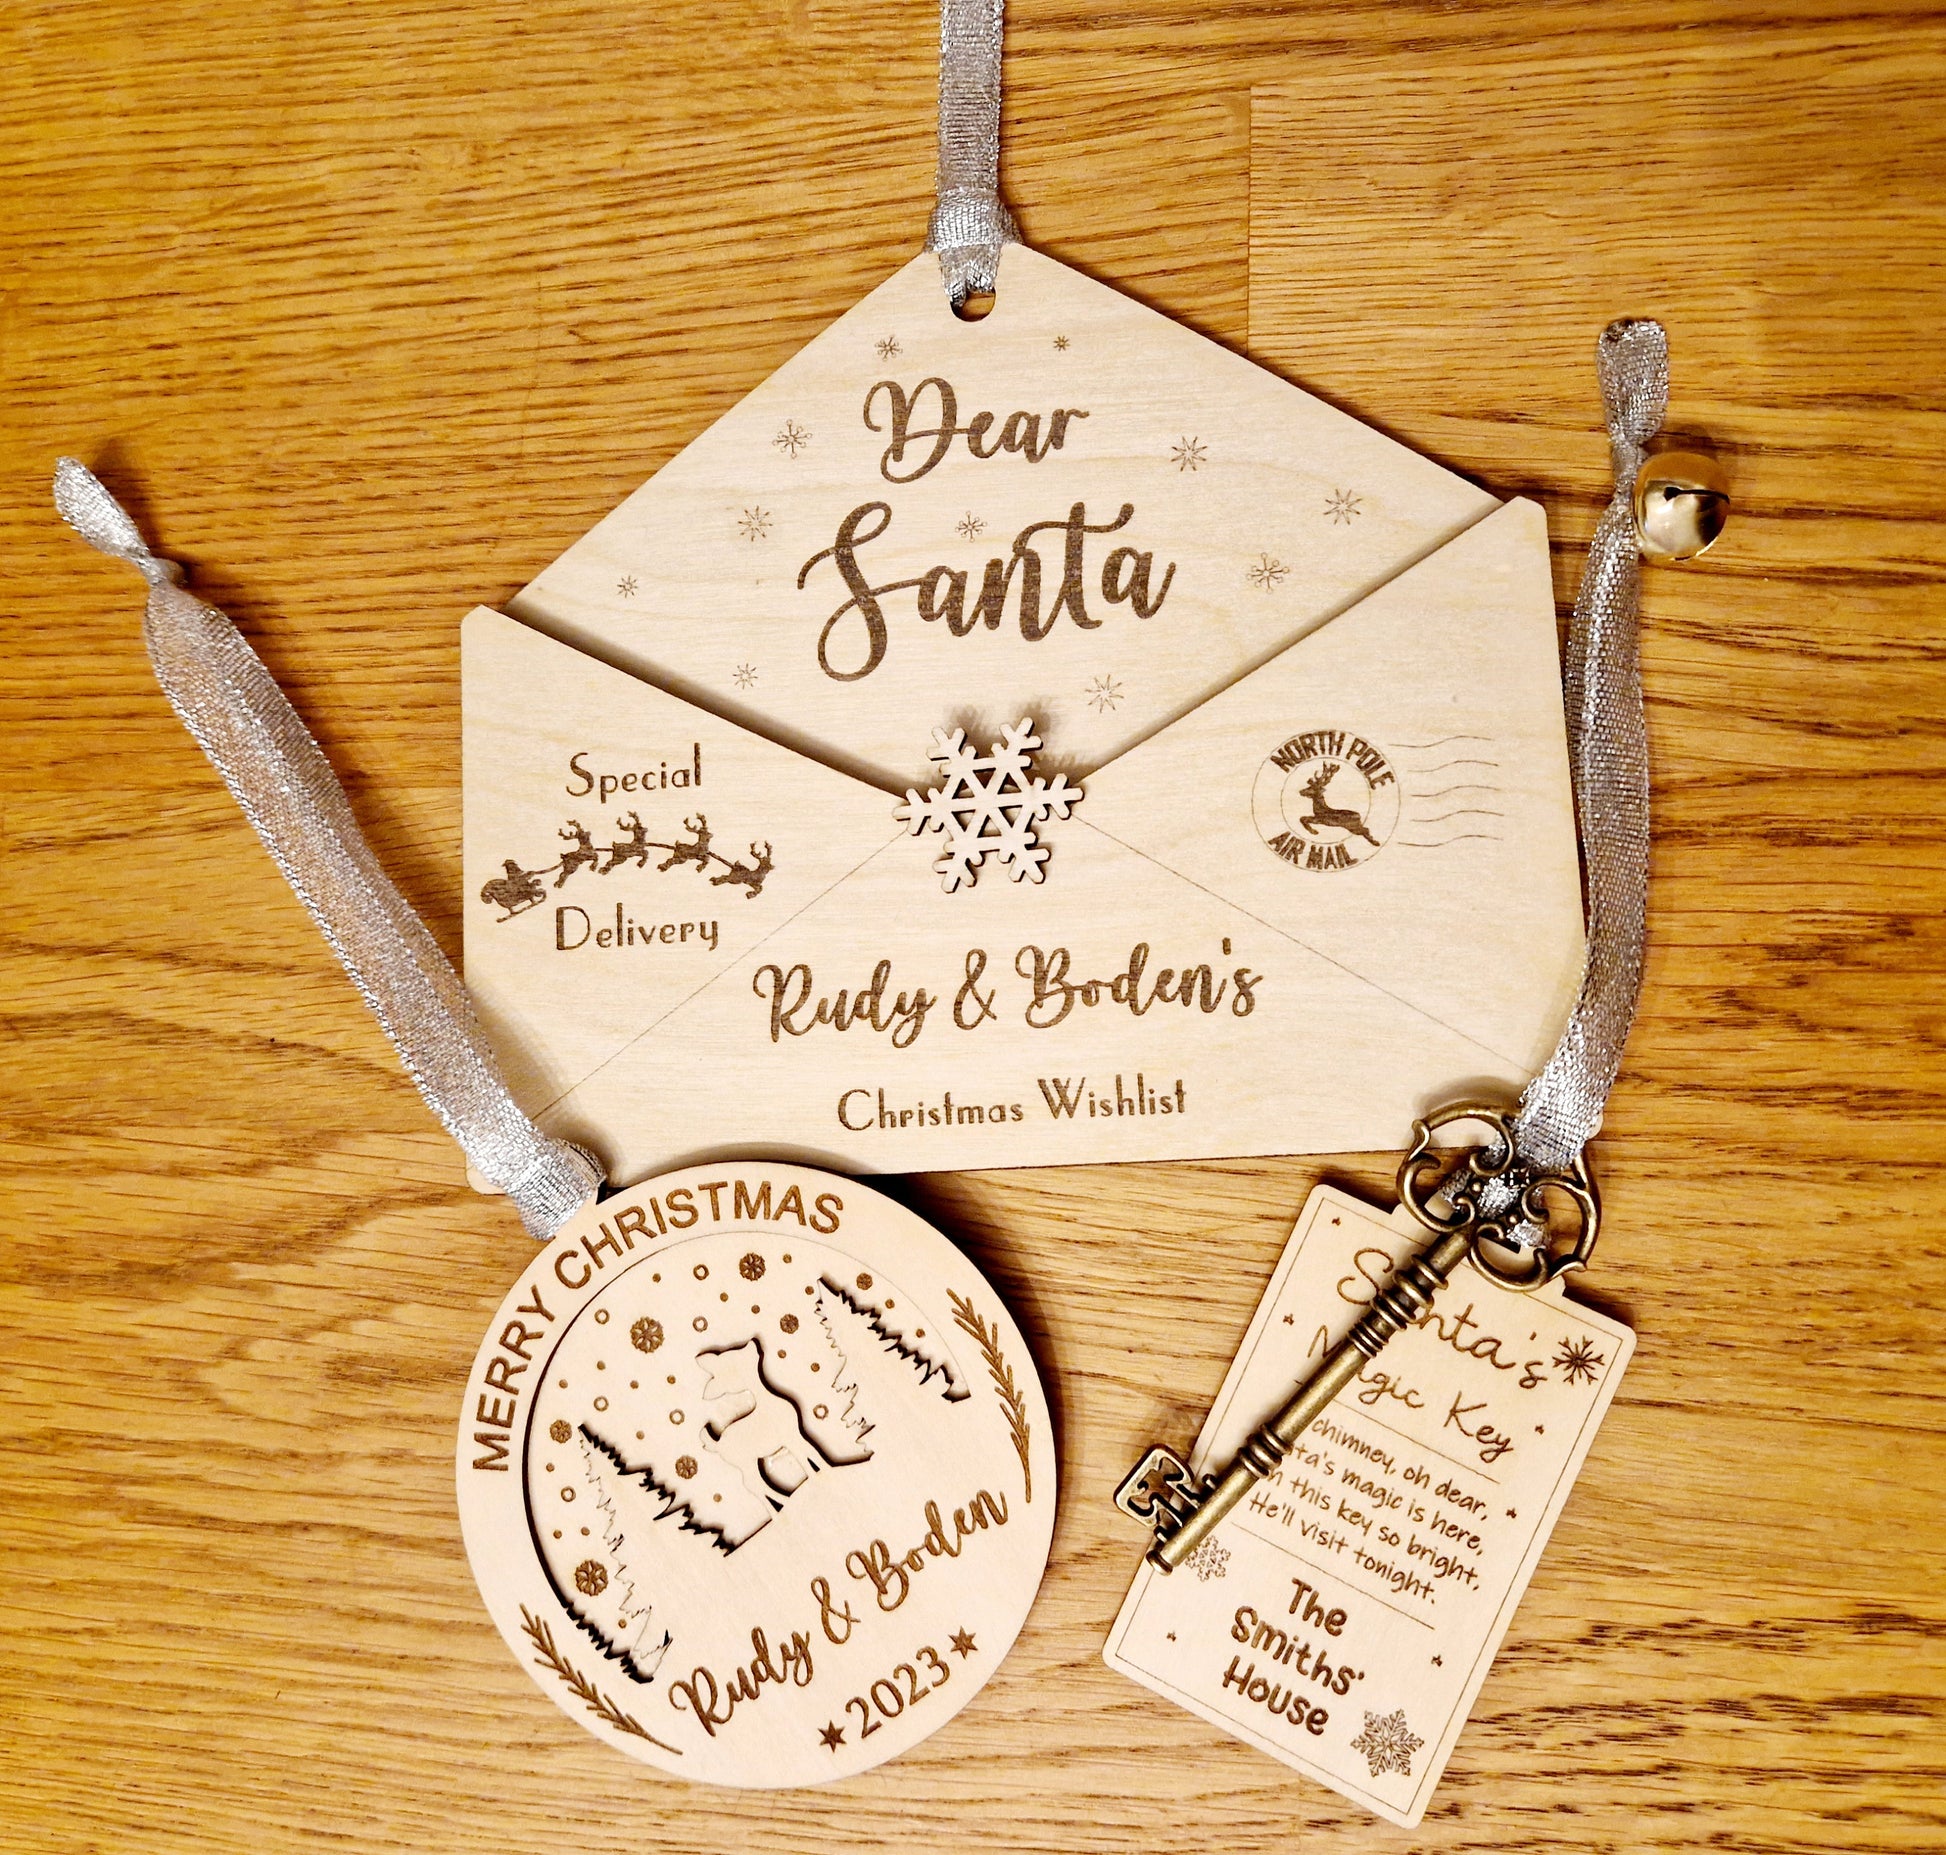 Dear
Santa
Special
Delivery
NORTH POLE
AIR MAIL
Rudy & Boden's
Christmas Wishlist
MERRY CHRISTMAS
Rudy & Boden
2023
Santa's
Magic Key
chimney, oh dear,
magic is here,
this key so bright,
He'll visit tonight.
The
Smiths'
House